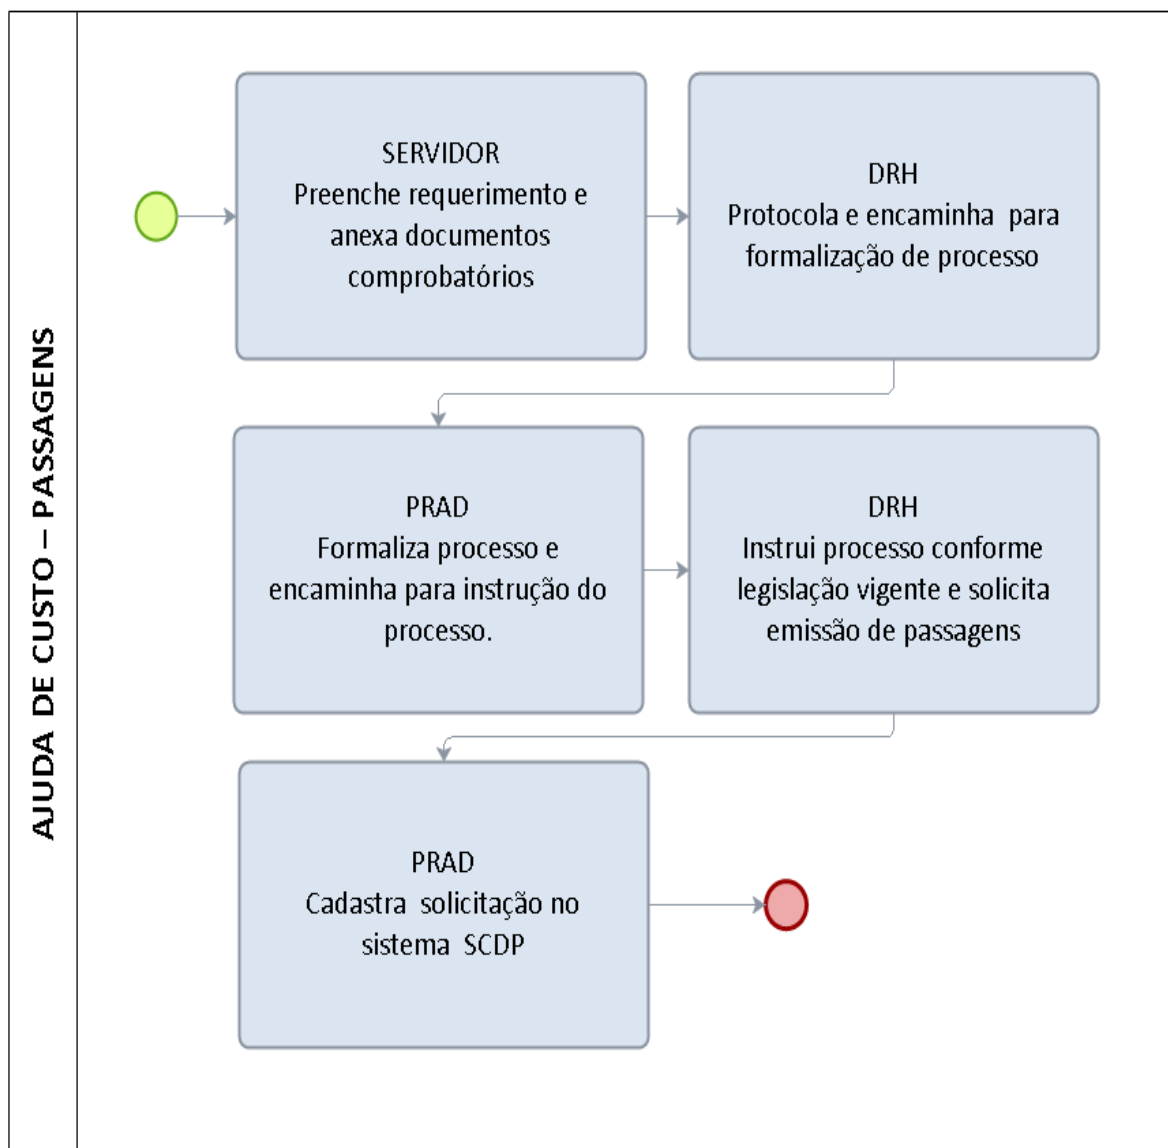 AJUDA DE CUSTO – PASSAGENS
SERVIDOR
Preenche requerimento e
anexa documentos
comprobatórios
DRH
Protocola e encaminha para
formalização de processo
PRAD
Formaliza processo e
encaminha para instrução do
processo.
DRH
Instrui processo conforme
legislação vigente e solicita
emissão de passagens
PRAD
Cadastra solicitação no
sistema SCDP